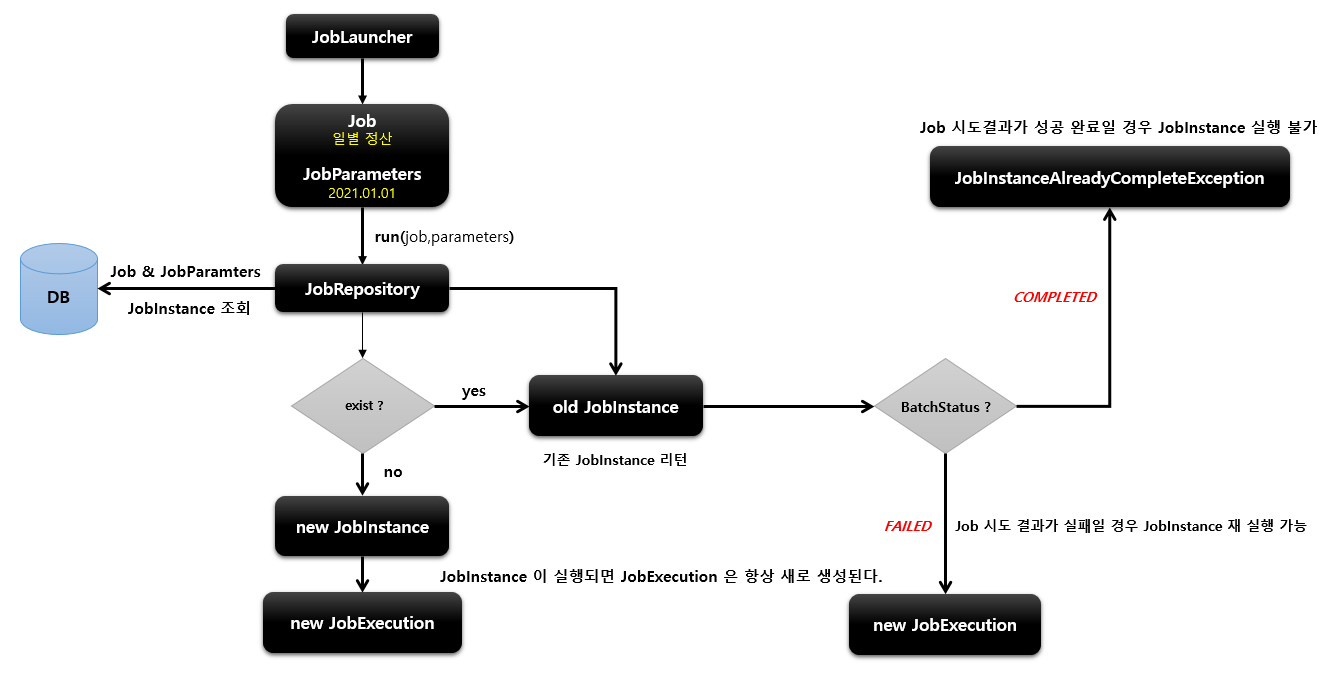 JobLauncher
Job
일별 정산
JobParameters
2021.01.01
run(job,parameters)
Job & JobParamters
JobInstance 조회
DB
JobRepository
exist ?
yes
no
old JobInstance
기존 JobInstance 리턴
new JobInstance
JobInstance 이 실행되면 JobExecution 은 항상 새로 생성된다.
new JobExecution
Job 시도결과가 성공 완료일 경우 JobInstance 실행 불가
JobInstanceAlreadyCompleteException
COMPLETED
BatchStatus ?
FAILED
Job 시도 결과가 실패일 경우 JobInstance 재 실행 가능
new JobExecution